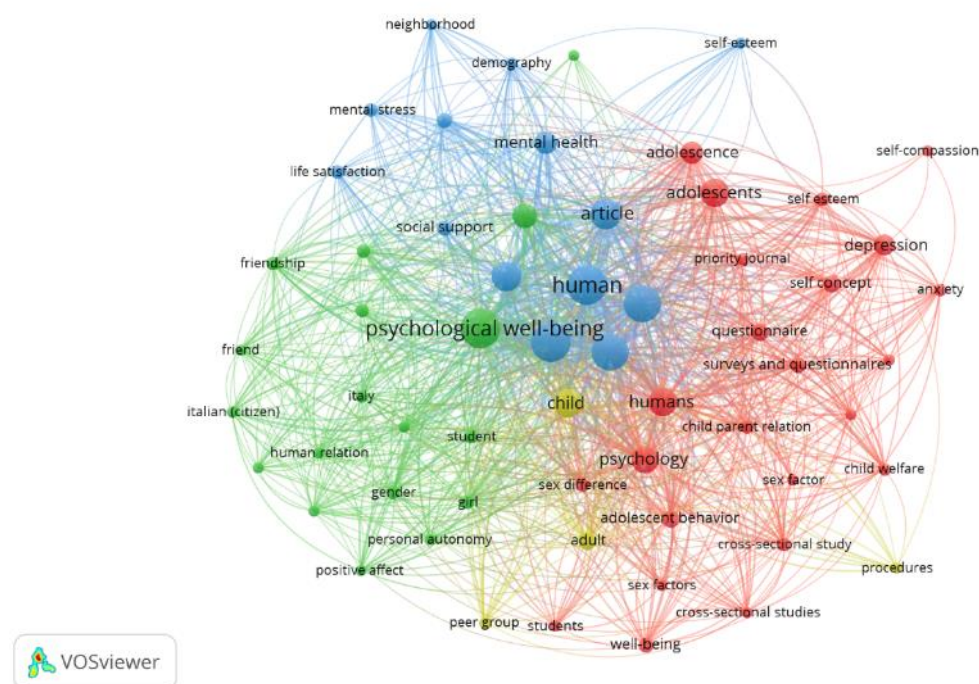 neighborhood
self-esteem
demography
mental stress
mental health
adolescence
self-compassion
life satisfaction
adolescents
self esteem
article
social support
depression
friendship
priority journal
human
self concept
anxiety
psychological well-being
questionnaire
friend
surveys and questionnaires
italy
child
humans
italian (citizen)
child parent relation
student
human relation
psychology
child welfare
sex difference
sex factor
gender
girl
adolescent behavior
personal autonomy
adult
cross-sectional study
positive affect
procedures
sex factors
cross-sectional studies
peer group
students
well-being
VOSviewer